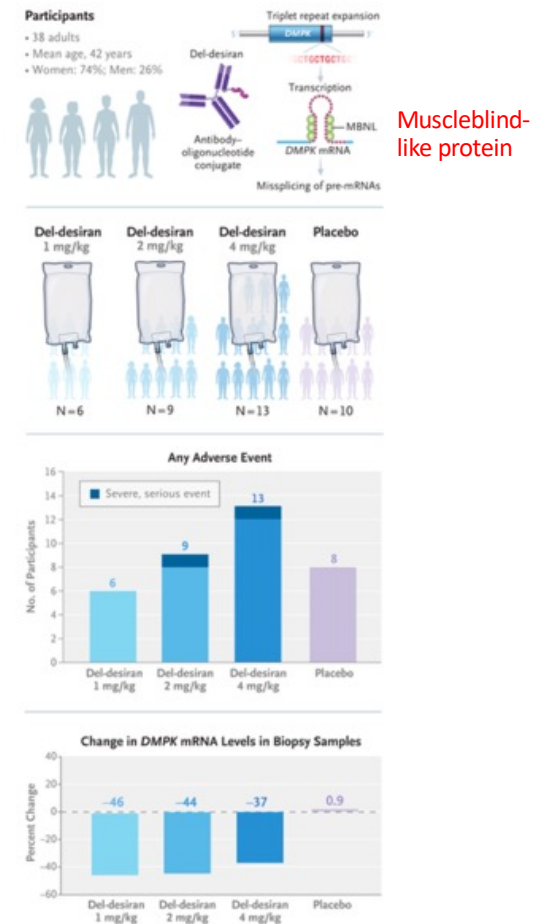 Participants
• 38 adults
• Mean age, 42 years
• Women: 74%; Men: 26%
Del-desiran
Antibody–
oligonucleotide
conjugate
Triplet repeat expansion
5′
DMPK
3′
CTGCTGCT
Transcription
MBNL
DMPK mRNA
Missplicing of pre-mRNAs
Muscleblind-
like protein
Del-desiran
1 mg/kg
Del-desiran
2 mg/kg
Del-desiran
4 mg/kg
Placebo
N=6
N=9
N=13
N=10
Any Adverse Event
Severe, serious event
No. of Participants
16
14
12
10
8
6
4
2
0
6
9
13
8
Del-desiran
1 mg/kg
Del-desiran
2 mg/kg
Del-desiran
4 mg/kg
Placebo
Change in DMPK mRNA Levels in Biopsy Samples
Percent Change
40
20
0
−20
−40
−60
−46
−44
−37
0.9
Del-desiran
1 mg/kg
Del-desiran
2 mg/kg
Del-desiran
4 mg/kg
Placebo